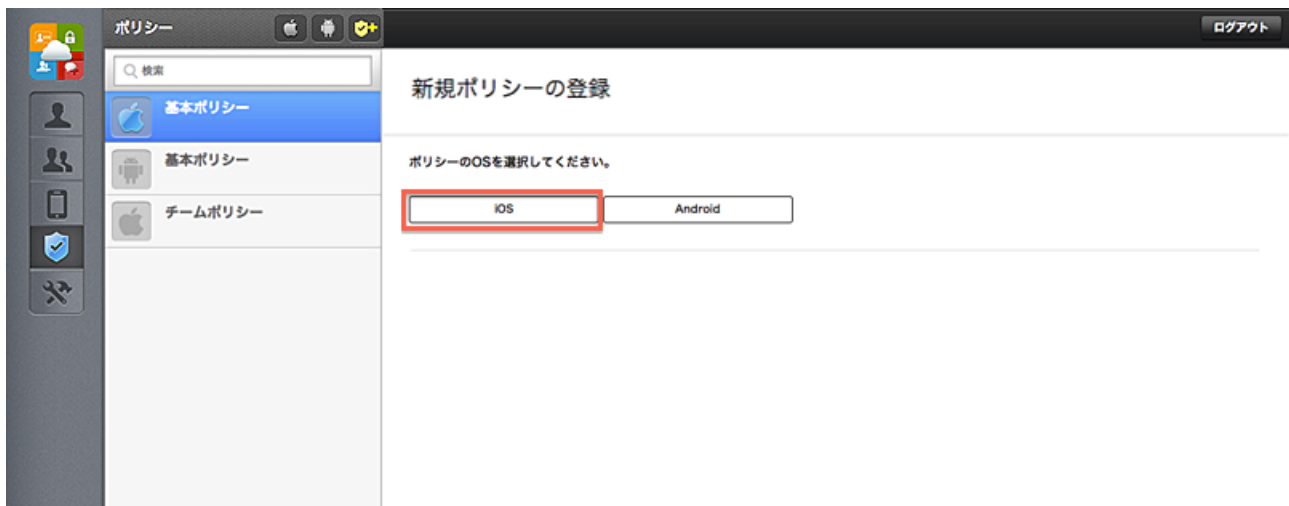 ポリシー
ログアウト
検索
基本ポリシー
基本ポリシー
チームポリシー
新規ポリシーの登録
ポリシーのOSを選択してください。
iOS
Android